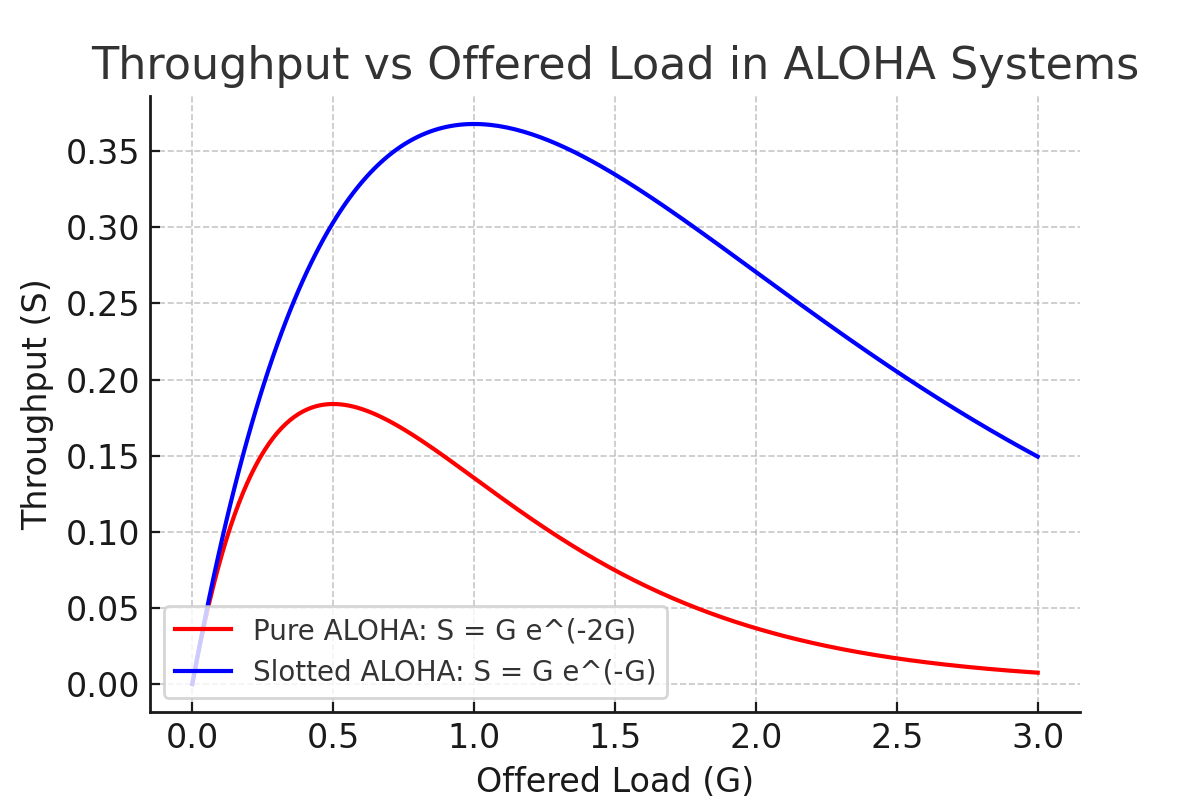 Throughput vs Offered Load in ALOHA Systems
Throughput (S)
0.35
0.30
0.25
0.20
0.15
0.10
0.05
0.00
Pure ALOHA: S = G e^(-2G)
Slotted ALOHA: S = G e^(-G)
0.0 0.5 1.0 1.5 2.0 2.5 3.0
Offered Load (G)